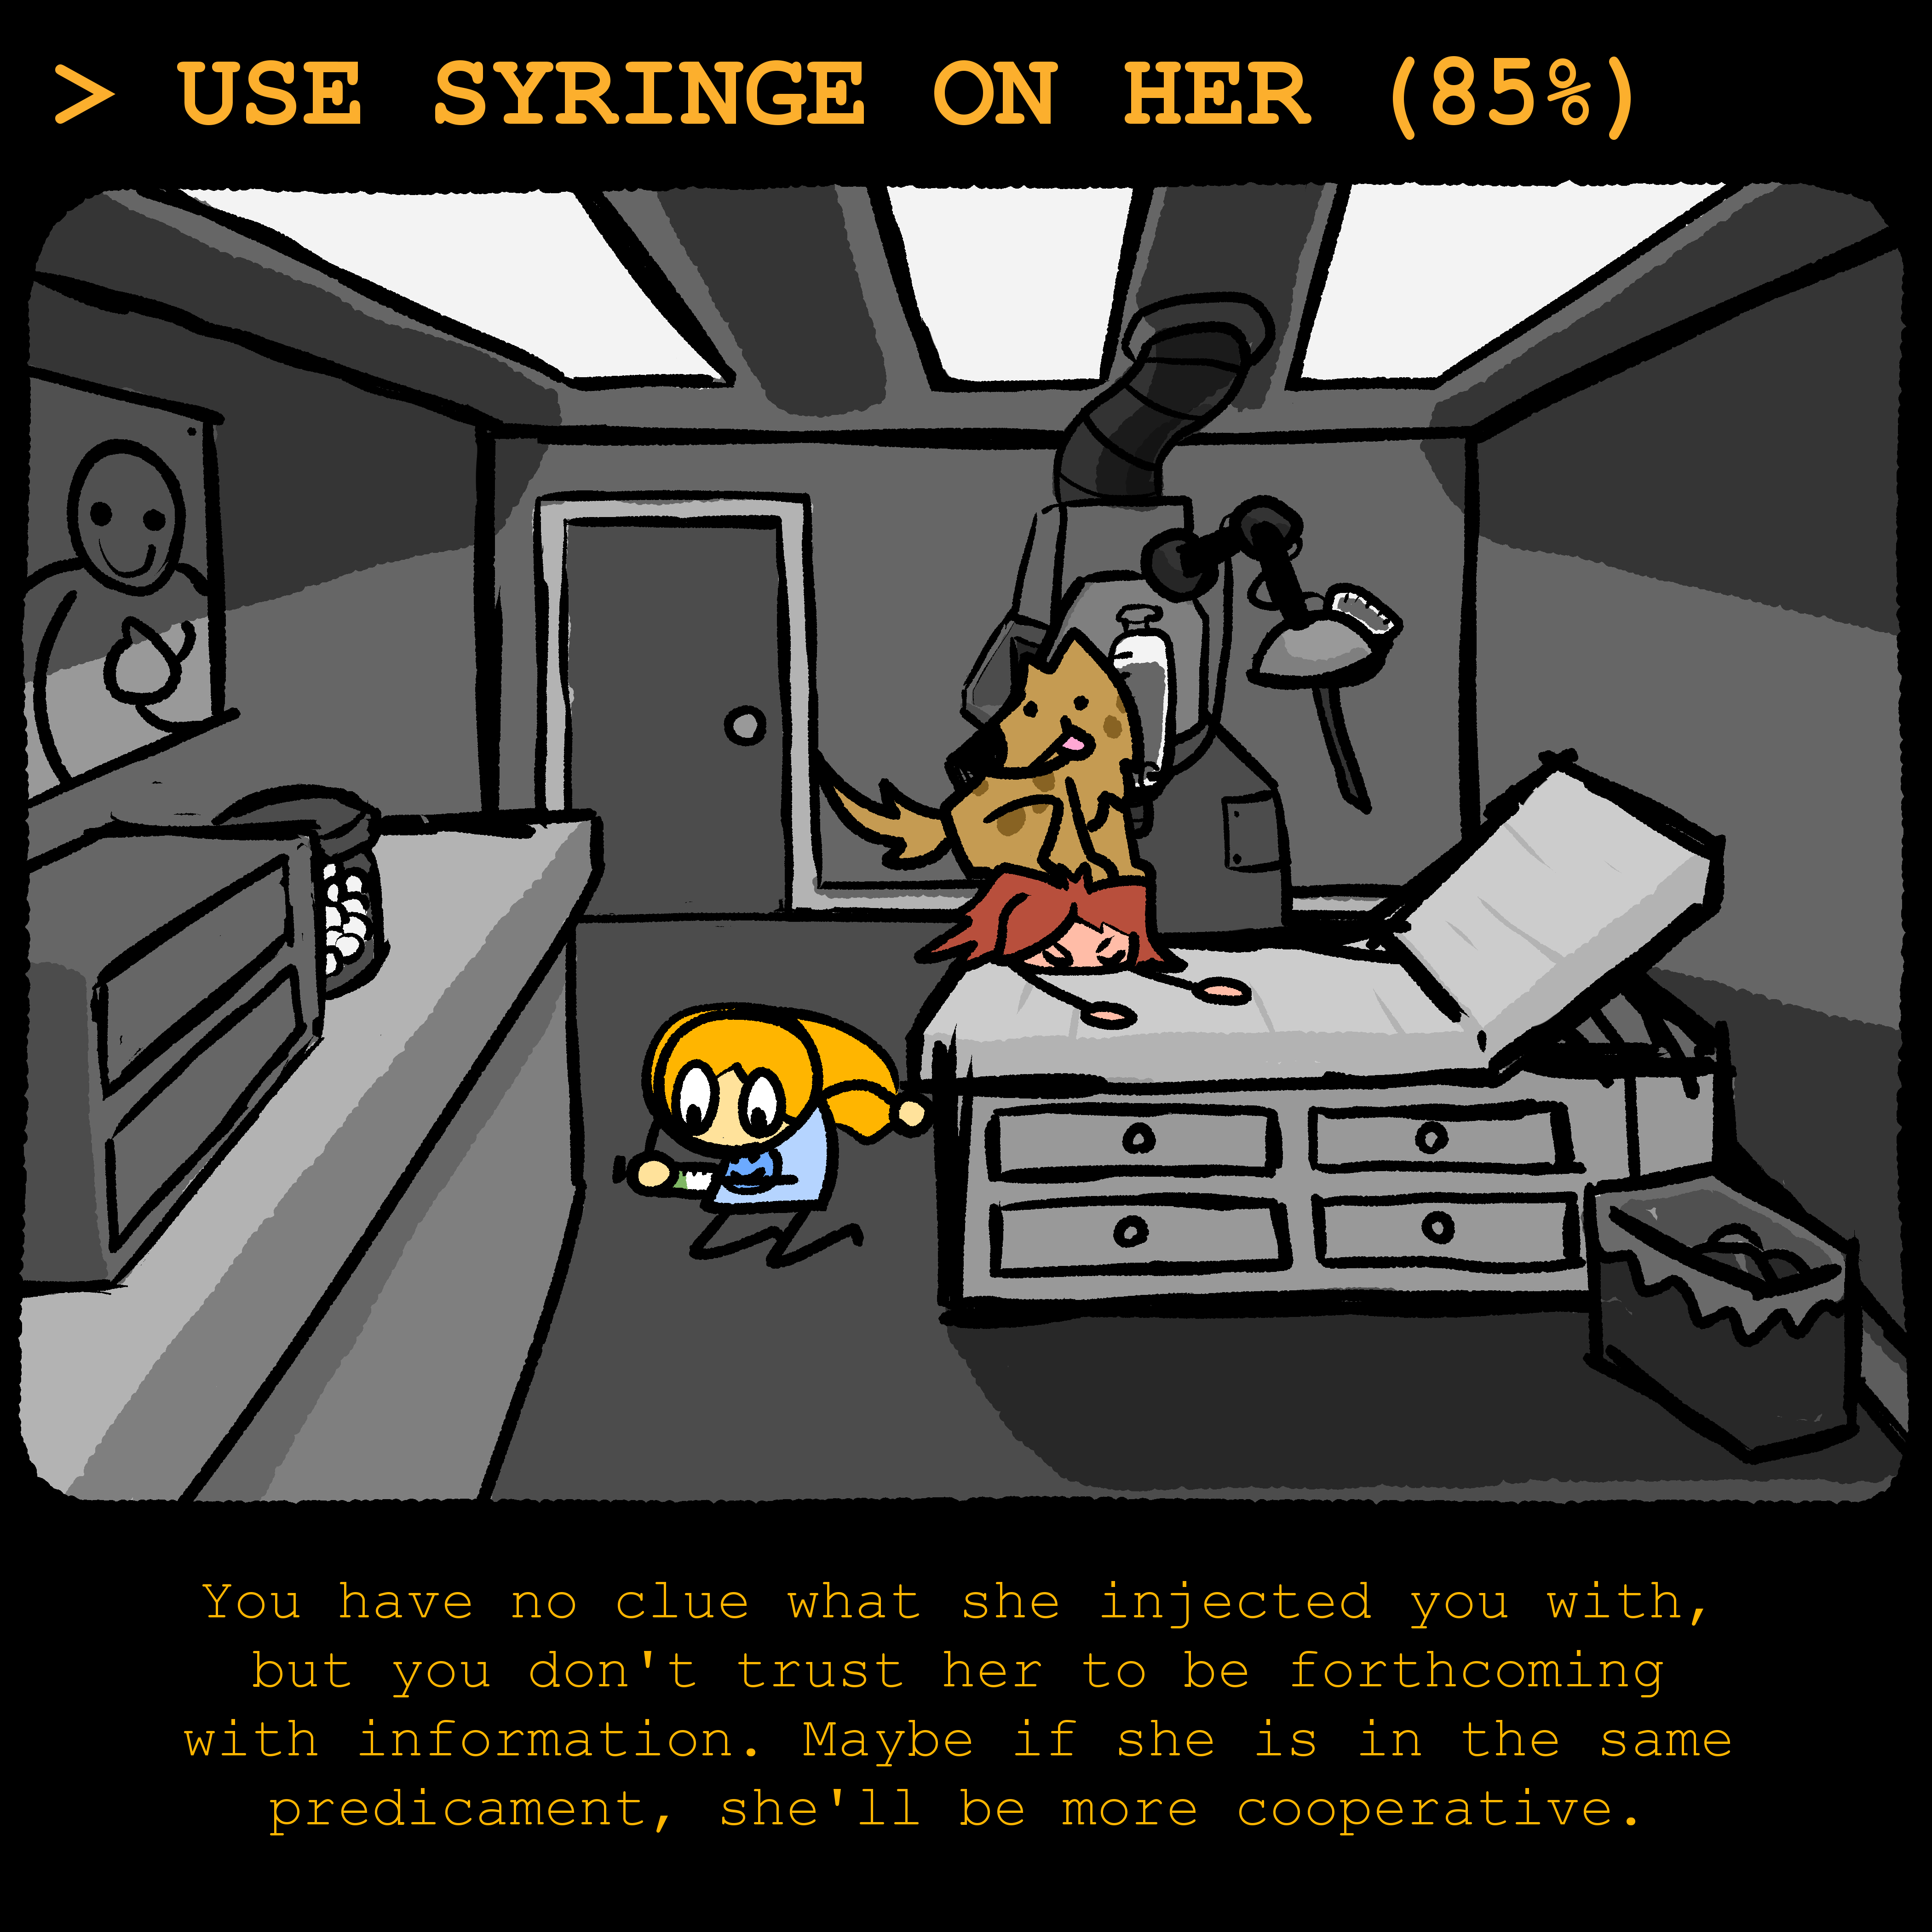 > USE SYRINGE ON HER (85%)
You have no clue what she injected you with,
but you don't trust her to be forthcoming
with information. Maybe if she is in the same
predicament, she'll be more cooperative.